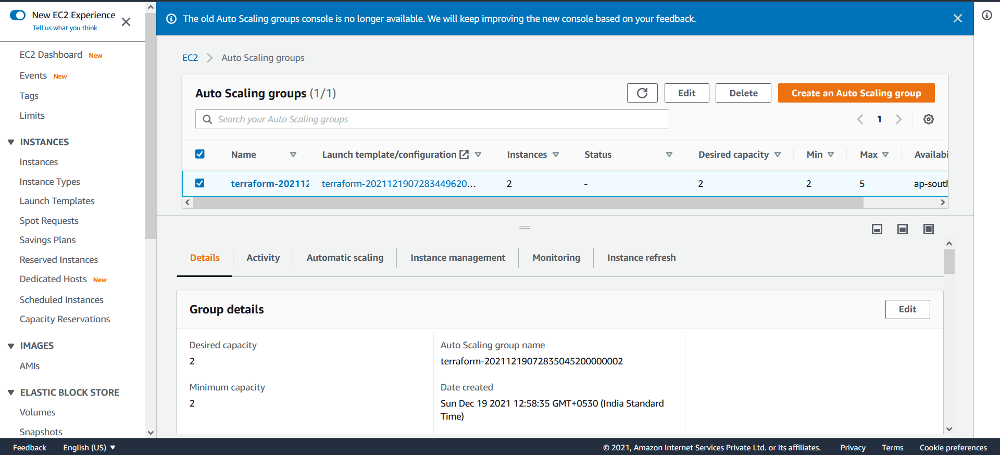 New EC2 Experience
Tell us what you think
EC2 Dashboard New
Events New
Tags
Limits
INSTANCES
Instances
Instance Types
Launch Templates
Spot Requests
Savings Plans
Reserved Instances
Dedicated Hosts New
Scheduled Instances
Capacity Reservations
IMAGES
AMIs
ELASTIC BLOCK STORE
Volumes
Snapshots
The old Auto Scaling groups console is no longer available. We will keep improving the new console based on your feedback.
EC2 Auto Scaling groups
Auto Scaling groups (1/1)
Edit Delete Create an Auto Scaling group
Search your Auto Scaling groups
1
Name Launch template/configuration Instances Status Desired capacity Min Max Availabi
terraform-202112 terraform-2021121907283449620... 2 - 2 2 5 ap-south
Details Activity Automatic scaling Instance management Monitoring Instance refresh
Group details
Edit
Desired capacity
2
Minimum capacity
2
Auto Scaling group name
terraform-20211219072835045200000002
Date created
Sun Dec 19 2021 12:58:35 GMT+0530 (India Standard
Time)
Feedback English (US) © 2021, Amazon Internet Services Private Ltd. or its affiliates. Privacy Terms Cookie preferences